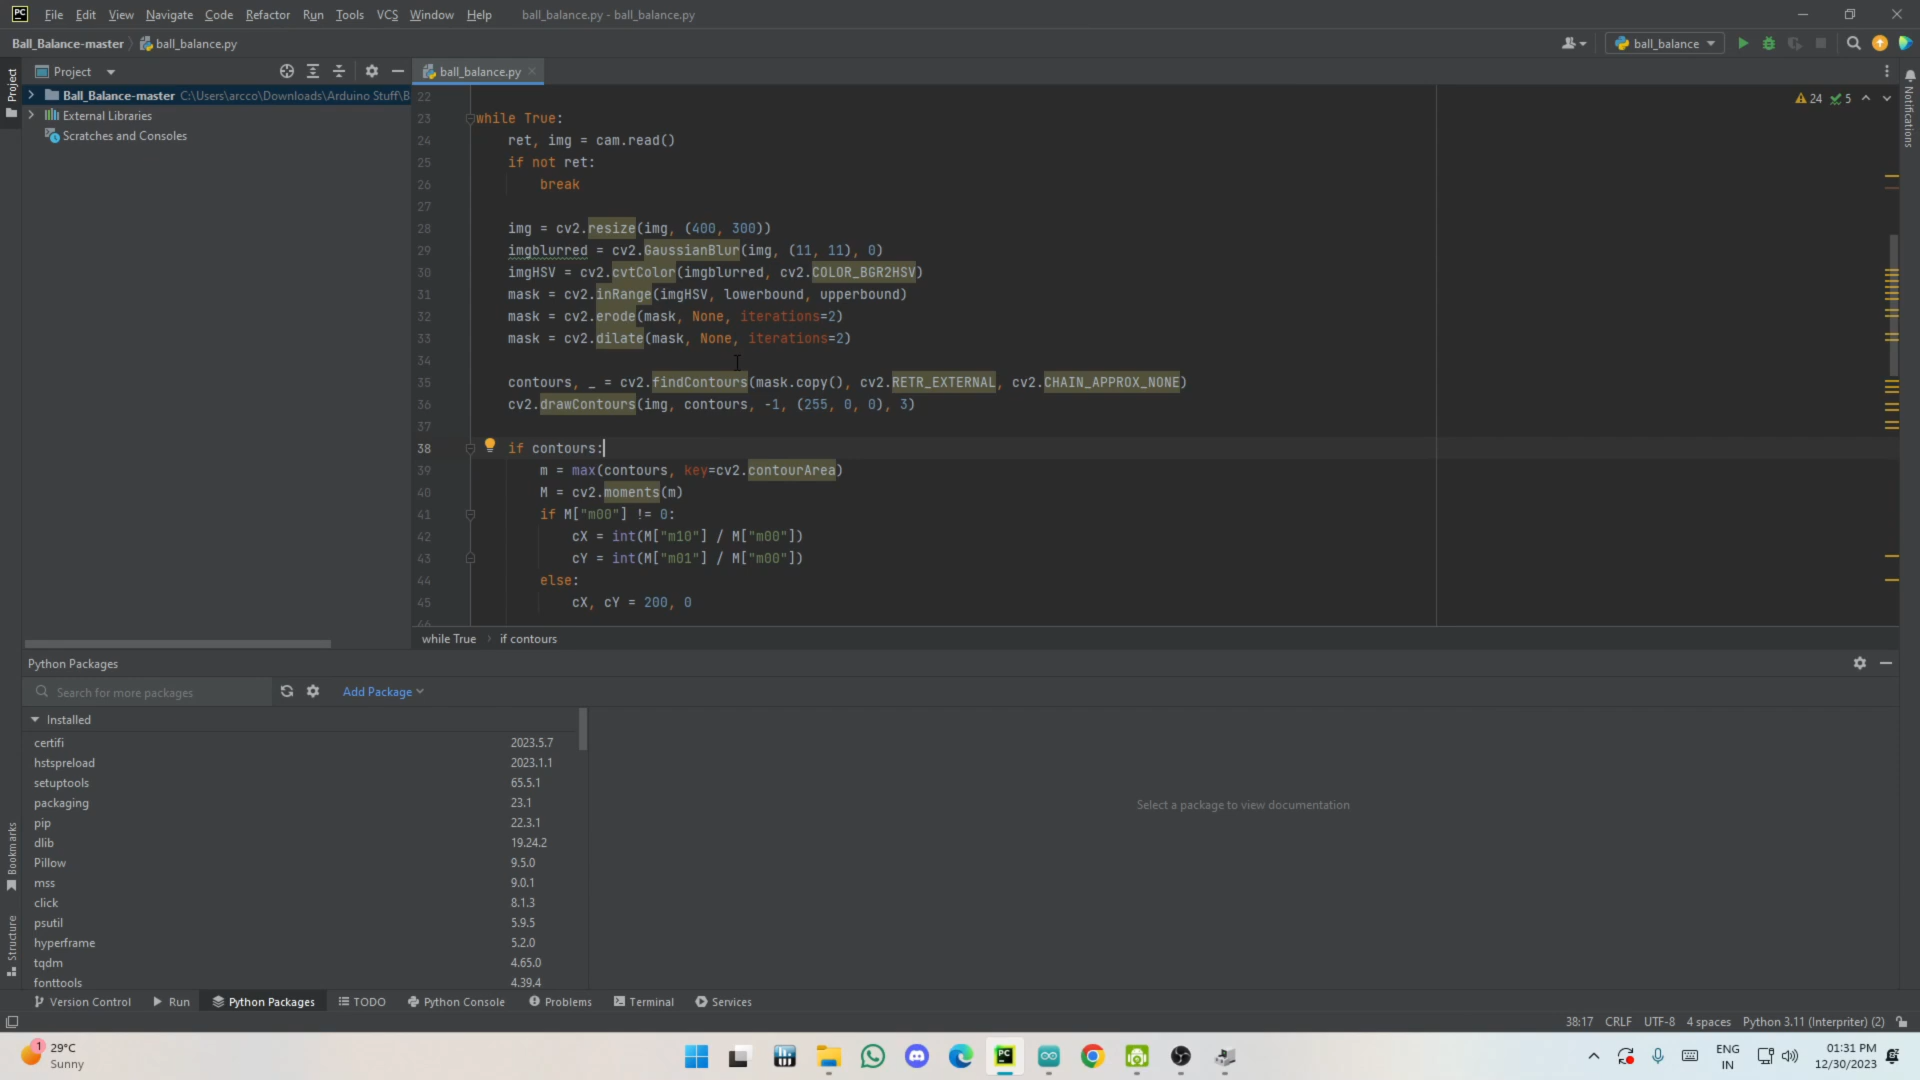 PC File Edit View Navigate Code Refactor Run Tools VCS Window Help ball_balance.py - ball_balance.py
Ball_Balance-master ball_balance.py ball_balance
Project
Project
ball_balance.py
Ball_Balance-master C:\Users\arcco\Downloads\Arduino Stuff\B
External Libraries
Scratches and Consoles
24 5
Notifications
22
23 while True:
24 ret, img = cam.read()
25 if not ret:
26 break
27
28 img = cv2.resize(img, (400, 300))
29 imgblurred = cv2.GaussianBlur(img, (11, 11), 0)
30 imgHSV = cv2.cvtColor(imgblurred, cv2.COLOR_BGR2HSV)
31 mask = cv2.inRange(imgHSV, lowerbound, upperbound)
32 mask = cv2.erode(mask, None, iterations=2)
33 mask = cv2.dilate(mask, None, iterations=2)
34
35 contours, _ = cv2.findContours(mask.copy(), cv2.RETR_EXTERNAL, cv2.CHAIN_APPROX_NONE)
36 cv2.drawContours(img, contours, -1, (255, 0, 0), 3)
37
38 if contours:
39 m = max(contours, key=cv2.contourArea)
40 M = cv2.moments(m)
41 if M["m00"] != 0:
42 cX = int(M["m10"] / M["m00"])
43 cY = int(M["m01"] / M["m00"])
44 else:
45 cX, cY = 200, 0
while True if contours
Python Packages
Search for more packages Add Package
Installed
certifi 2023.5.7
hstspreload 2023.1.1
setuptools 65.5.1
packaging 23.1
pip 22.3.1
dlib 19.24.2
Pillow 9.5.0
mss 9.0.1
click 8.1.3
psutil 5.9.5
hyperframe 5.2.0
tqdm 4.65.0
fonttools 4.39.4
Select a package to view documentation
Bookmarks
Structure
Version Control Run Python Packages TODO Python Console Problems Terminal Services
38:17 CRLF UTF-8 4 spaces Python 3.11 (Interpriter) (2)
1 29°C
Sunny
ENG
IN
01:31 PM
12/30/2023